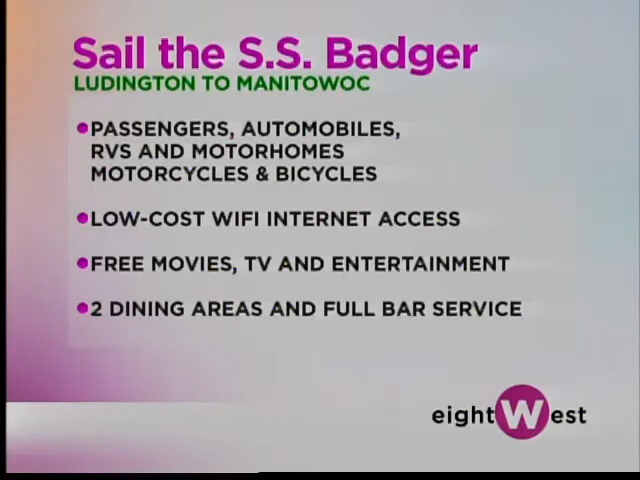 Sail the S.S. Badger
LUDINGTON TO MANITOWOC
•PASSENGERS, AUTOMOBILES,
RVS AND MOTORHOMES
MOTORCYCLES & BICYCLES
•LOW-COST WIFI INTERNET ACCESS
•FREE MOVIES, TV AND ENTERTAINMENT
•2 DINING AREAS AND FULL BAR SERVICE
eightWest